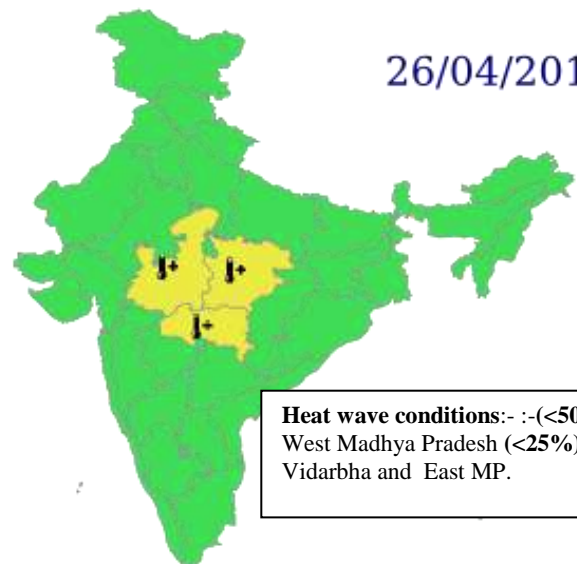 26/04/201
Heat wave conditions:- :-(<50
West Madhya Pradesh (<25%)
Vidarbha and East MP.